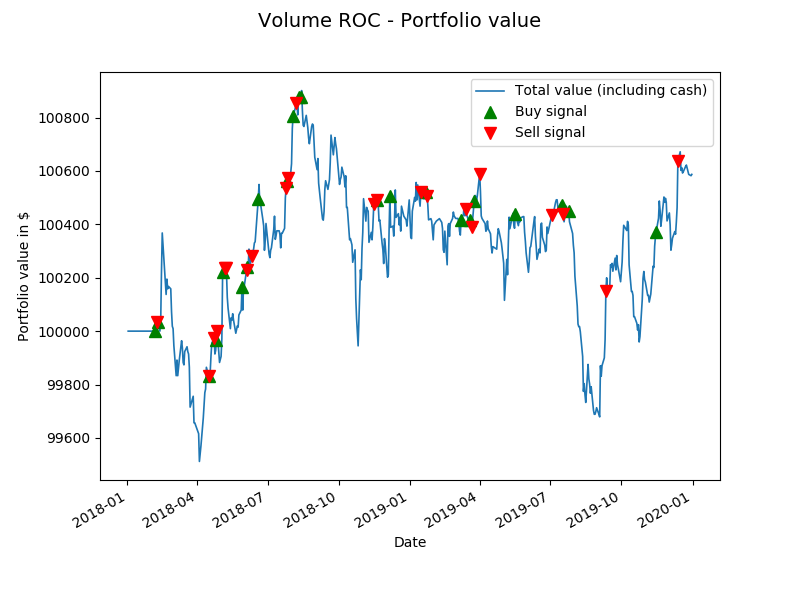 Volume ROC - Portfolio value
Total value (including cash)
Buy signal
Sell signal
Portfolio value in $
100800
100600
100400
100200
100000
99800
99600
2018-01
2018-04
2018-07
2018-10
2019-01
2019-04
2019-07
2019-10
2020-01
Date